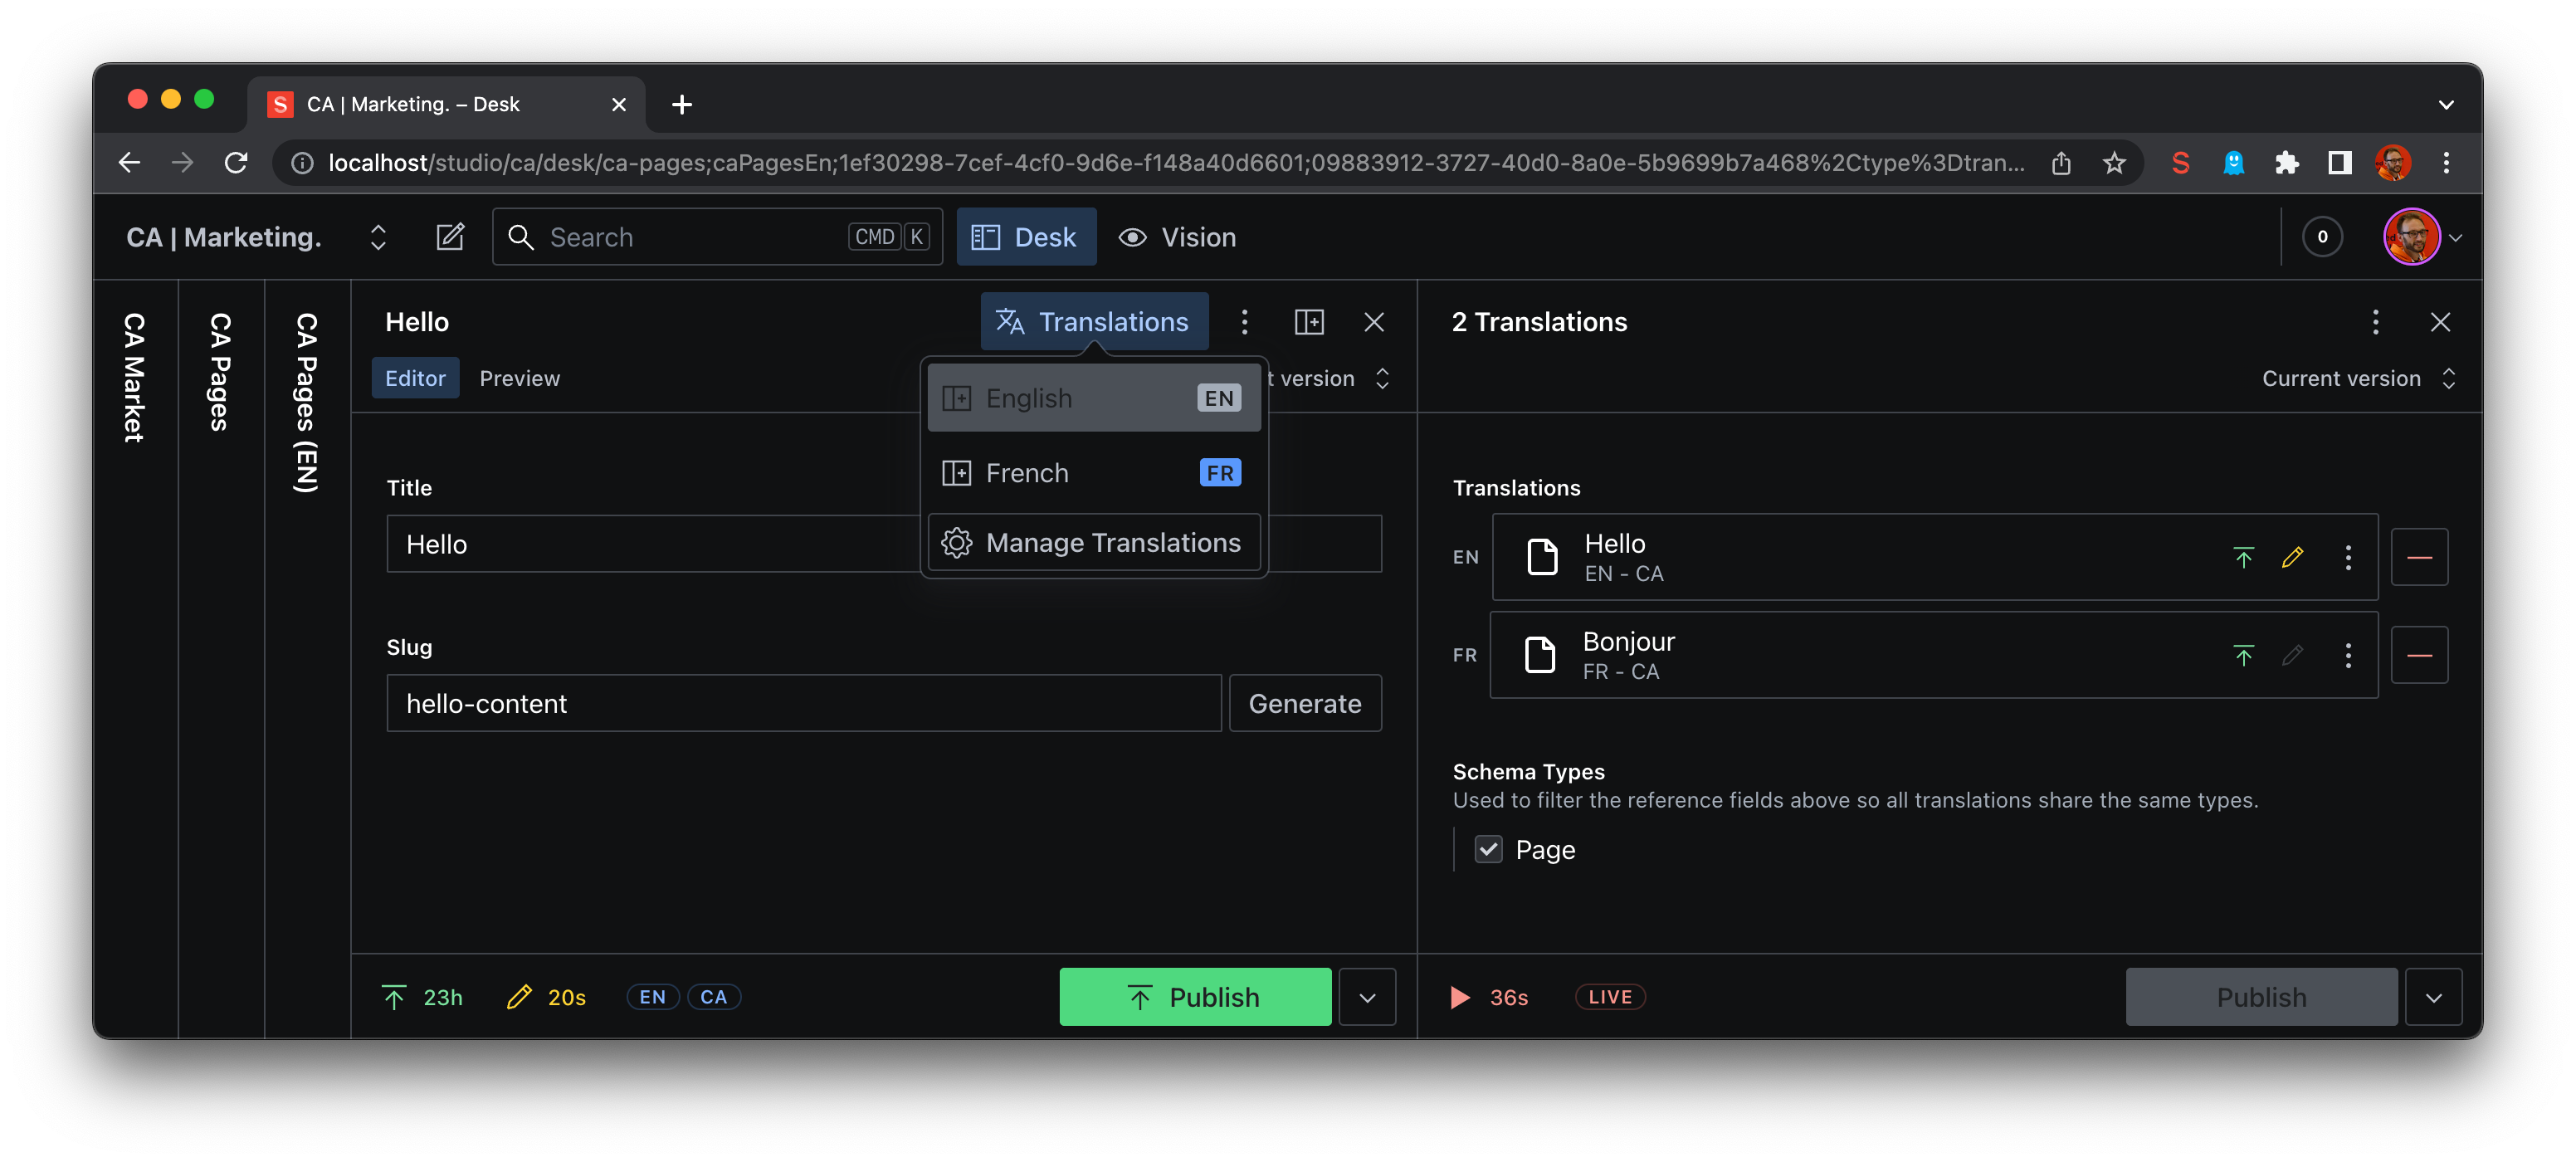 S CA | Marketing. – Desk
localhost/studio/ca/desk/ca-pages;caPagesEn;1ef30298-7cef-4cf0-9d6e-f148a40d6601;09883912-3727-40d0-8a0e-5b9699b7a468%2Ctype%3Dtran...
S
CA | Marketing.
Search
CMD K
Desk
Vision
0
CA Market
CA Pages
CA Pages (EN)
Hello
Translations
Editor
Preview
t version
English EN
French FR
Manage Translations
Title
Hello
Slug
hello-content
Generate
23h
20s
EN
CA
Publish
2 Translations
Current version
Translations
EN
Hello
EN - CA
FR
Bonjour
FR - CA
Schema Types
Used to filter the reference fields above so all translations share the same types.
Page
36s
LIVE
Publish